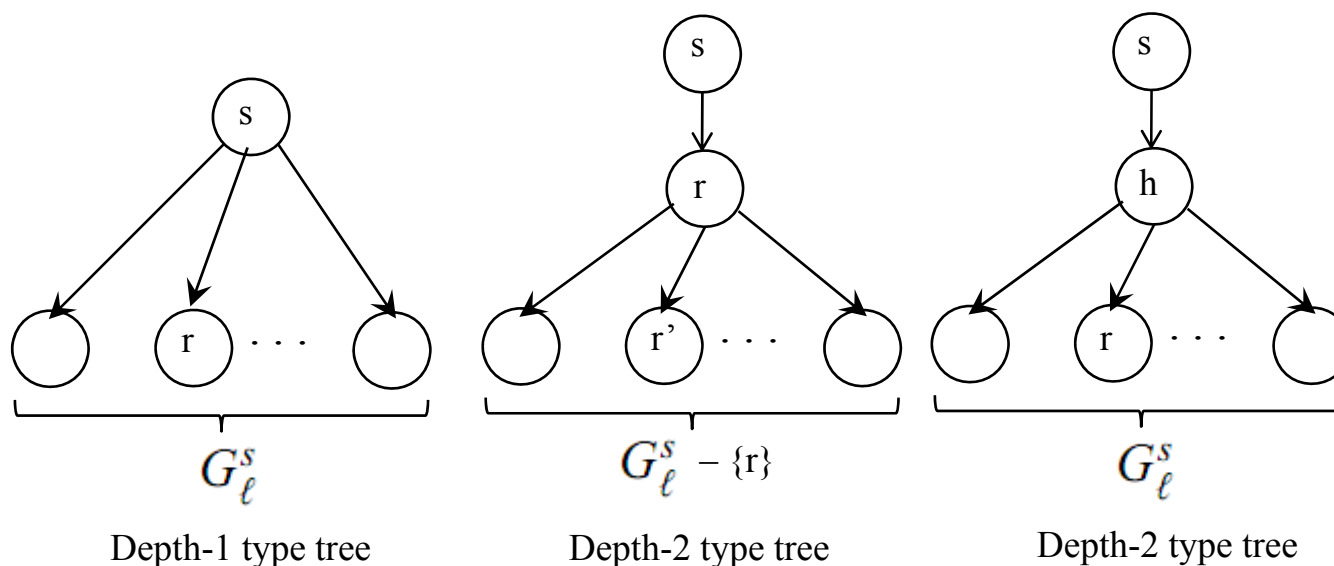 s
r
. . .
G_ℓ^s
Depth-1 type tree
s
r
r’
. . .
G_ℓ^s – {r}
Depth-2 type tree
s
h
r
. . .
G_ℓ^s
Depth-2 type tree